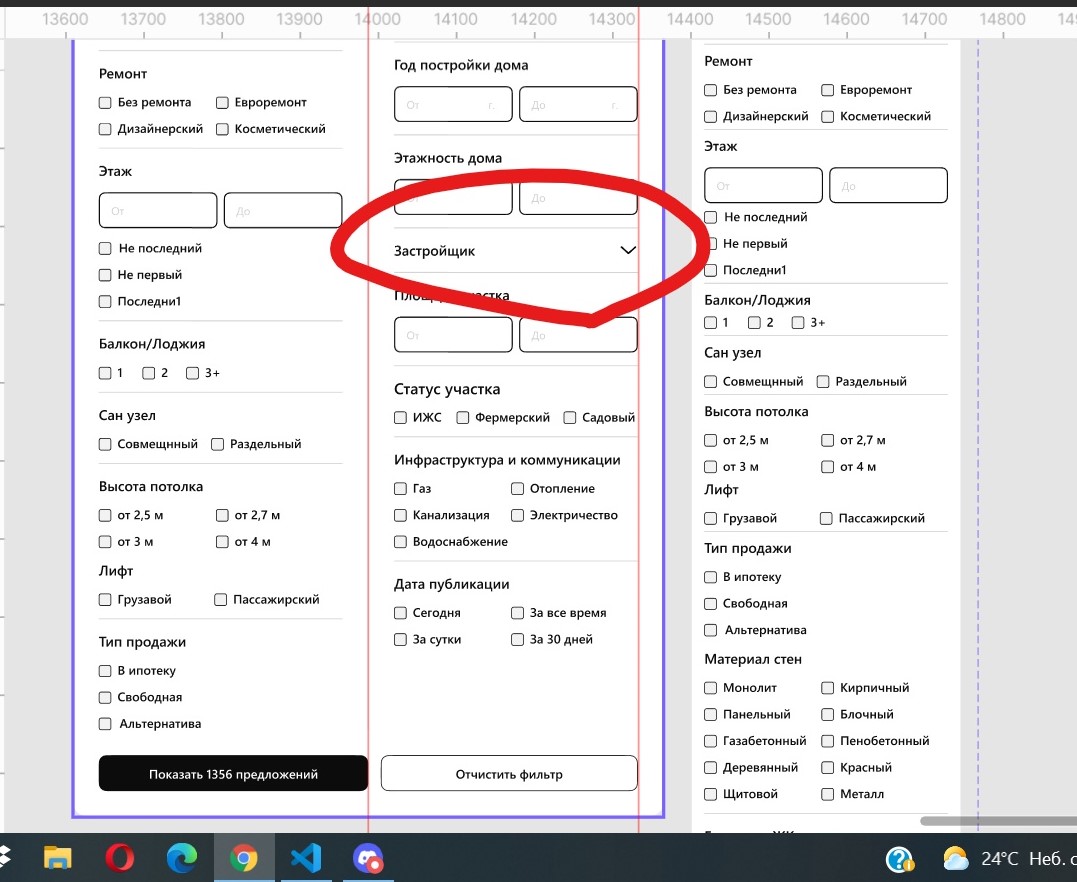 13600 13700 13800 13900 14000 14100 14200 14300 14400 14500 14600 14700 14800
Ремонт
Без ремонта Евроремонт
Дизайнерский Косметический
Этаж
От До
Не последний
Не первый
Последни1
Балкон/Лоджия
1 2 3+
Сан узел
Совмещнный Раздельный
Высота потолка
от 2,5 м от 2,7 м
от 3 м от 4 м
Лифт
Грузавой Пассажирский
Тип продажи
В ипотеку
Свободная
Альтернатива
Показать 1356 предложений
Год постройки дома
От г. До г.
Этажность дома
До
Застройщик
От До
Статус участка
ИЖС Фермерский Садовый
Инфраструктура и коммуникации
Газ Отопление
Канализация Электричество
Водоснабжение
Дата публикации
Сегодня За все время
За сутки За 30 дней
Отчистить фильтр
Ремонт
Без ремонта Евроремонт
Дизайнерский Косметический
Этаж
От До
Не последний
Не первый
Последни1
Балкон/Лоджия
1 2 3+
Сан узел
Совмещнный Раздельный
Высота потолка
от 2,5 м от 2,7 м
от 3 м от 4 м
Лифт
Грузавой Пассажирский
Тип продажи
В ипотеку
Свободная
Альтернатива
Материал стен
Монолит Кирпичный
Панельный Блочный
Газабетонный Пенобетонный
Деревянный Красный
Щитовой Металл
24°C Неб. с